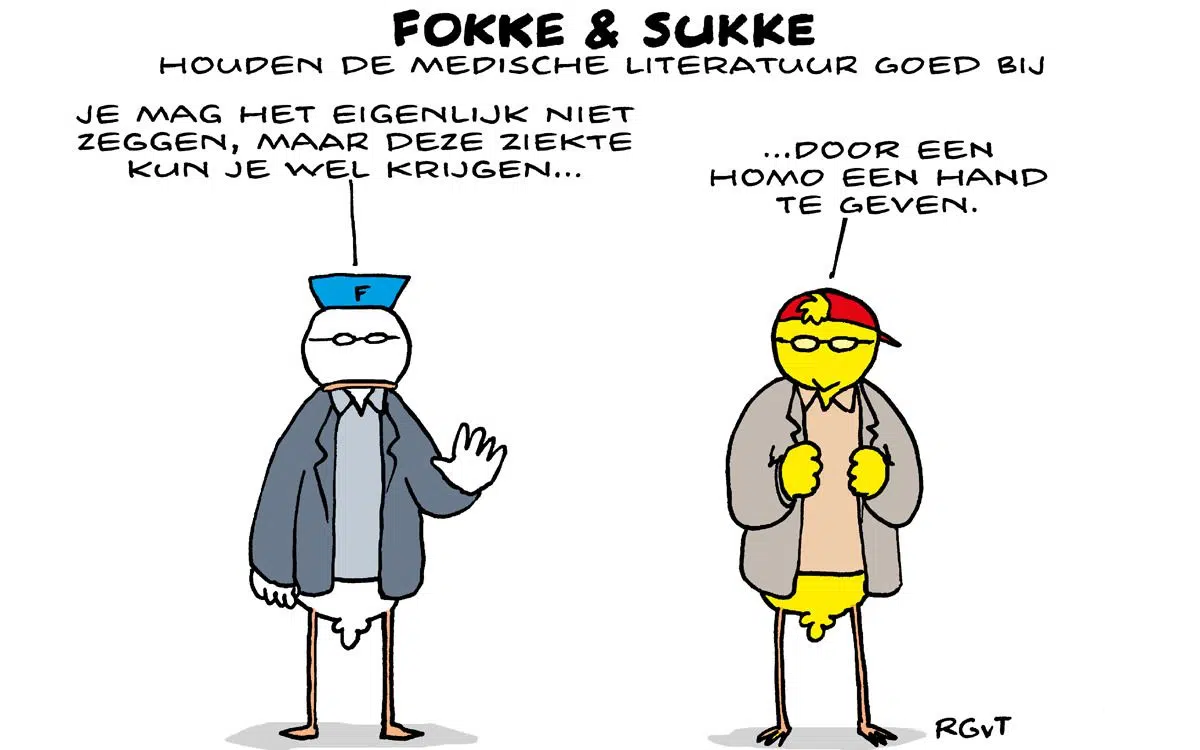 FOKKE & SUKKE
HOUDEN DE MEDISCHE LITERATUUR GOED BIJ
JE MAG HET EIGENLIJK NIET
ZEGGEN, MAAR DEZE ZIEKTE
KUN JE WEL KRIJGEN...
...DOOR EEN
HOMO EEN HAND
TE GEVEN.
F
RGvT